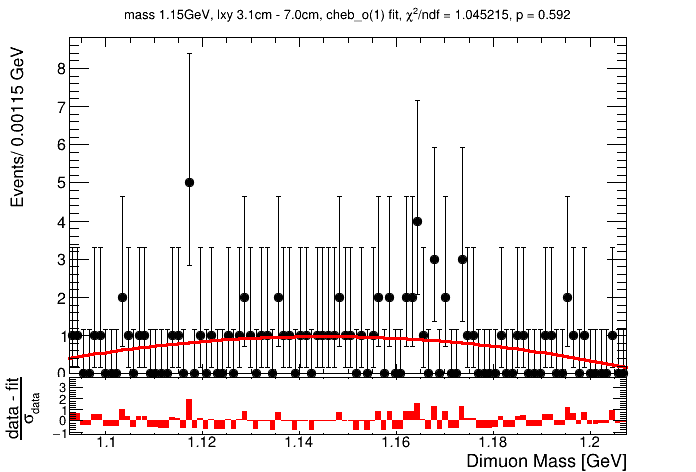 mass 1.15GeV, lxy 3.1cm - 7.0cm, cheb_o(1) fit, χ²/ndf = 1.045215, p = 0.592
Events/ 0.00115 GeV
8
7
6
5
4
3
2
1
0
data - fit
σdata
3
2
1
0
−1
1.1 1.12 1.14 1.16 1.18 1.2
Dimuon Mass [GeV]